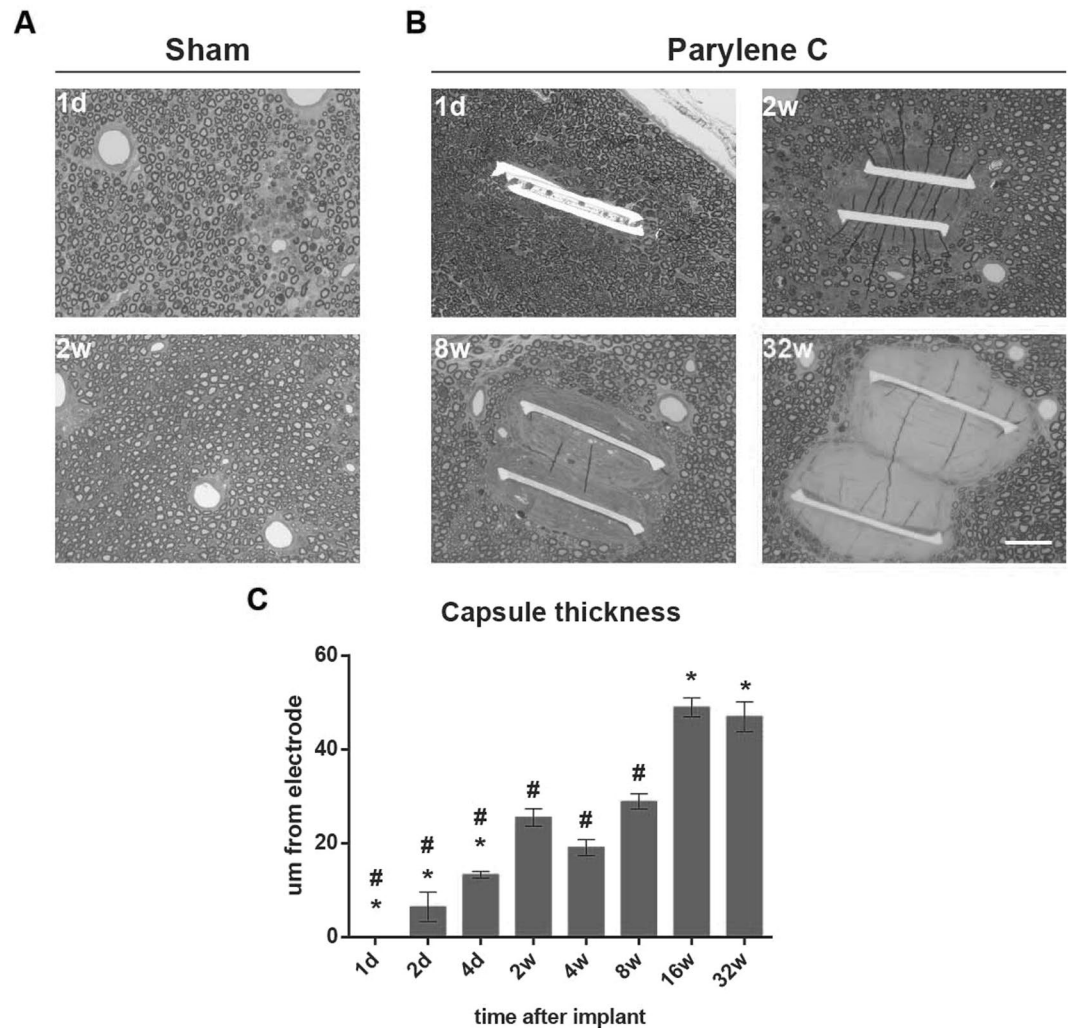 A
Sham
B
Parylene C
1d
1d
2w
2w
8w
32w
C
Capsule thickness
um from electrode
60
40
20
0
# *
# *
# *
#
#
#
*
*
1d 2d 4d 2w 4w 8w 16w 32w
time after implant